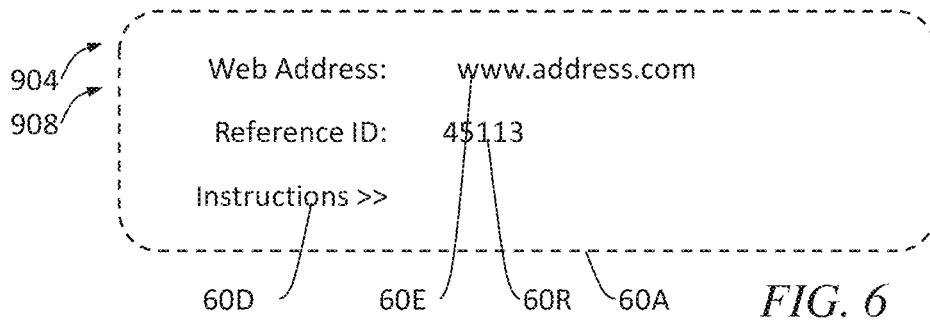 904
Web Address: www.address.com
908
Reference ID: 45113
Instructions >>
60D 60E 60R 60A FIG. 6